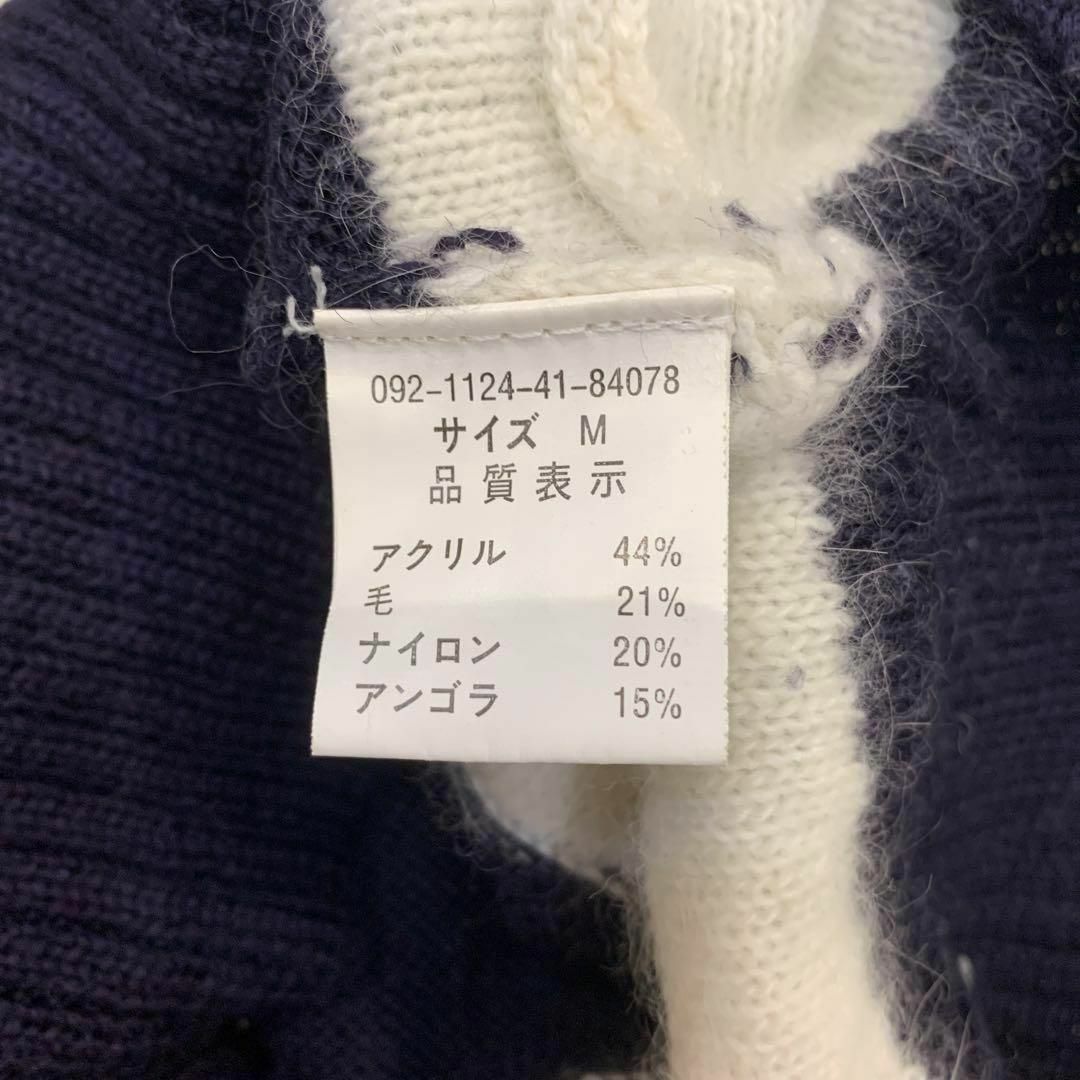 092-1124-41-84078
サイズ M
品質表示
アクリル 44%
毛 21%
ナイロン 20%
アンゴラ 15%